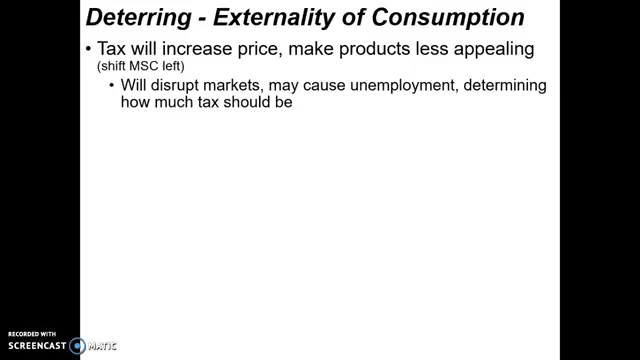 Deterring - Externality of Consumption
• Tax will increase price, make products less appealing
(shift MSC left)
• Will disrupt markets, may cause unemployment, determining
how much tax should be
RECORDED WITH
SCREENCAST MATIC